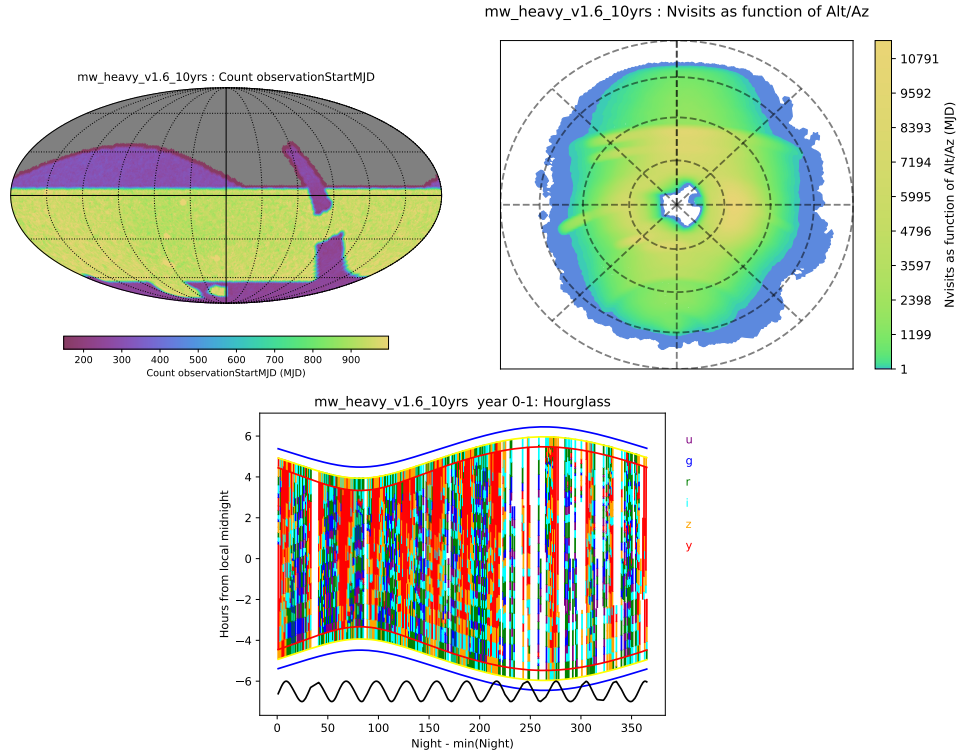 mw_heavy_v1.6_10yrs : Nvisits as function of Alt/Az
mw_heavy_v1.6_10yrs : Count observationStartMJD
200 300 400 500 600 700 800 900
Count observationStartMJD (MJD)
10791
9592
8393
7194
5995
4796
3597
2398
1199
1
Nvisits as function of Alt/Az (MJD)
mw_heavy_v1.6_10yrs year 0-1: Hourglass
6
4
2
0
−2
−4
−6
Hours from local midnight
0 50 100 150 200 250 300 350
Night - min(Night)
u
g
r
i
z
y